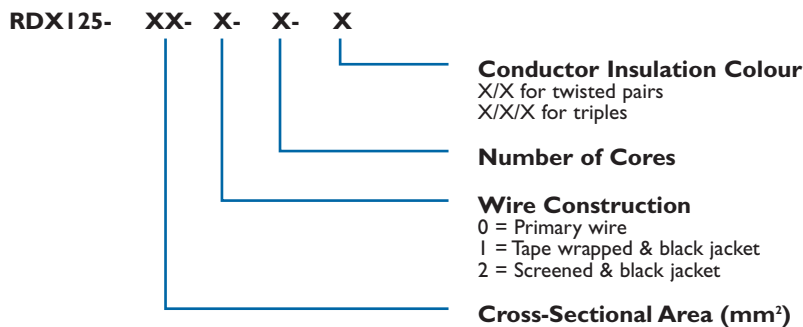 RDX125- XX- X- X- X
Conductor Insulation Colour
X/X for twisted pairs
X/X/X for triples
Number of Cores
Wire Construction
0 = Primary wire
1 = Tape wrapped & black jacket
2 = Screened & black jacket
Cross-Sectional Area (mm²)